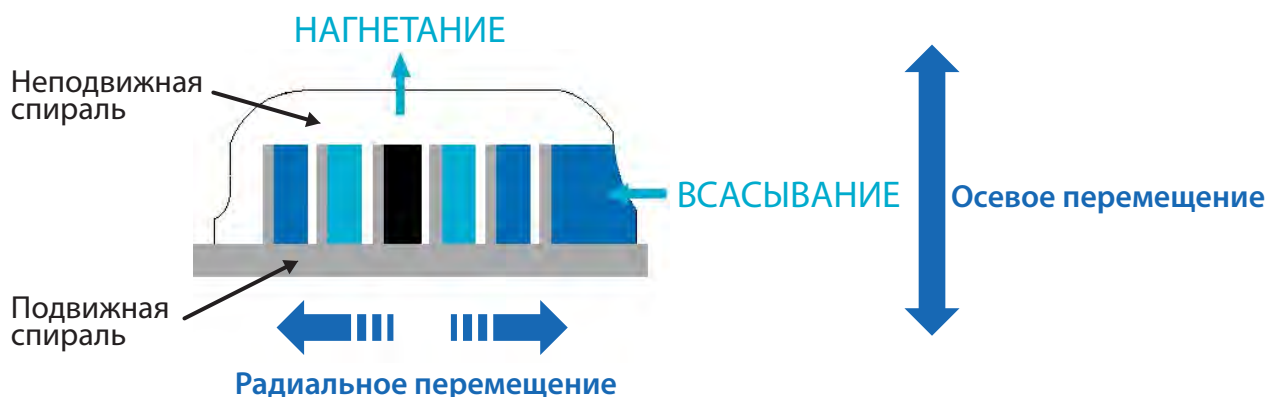 НАГНЕТАНИЕ
Неподвижная
спираль
ВСАСЫВАНИЕ
Осевое перемещение
Подвижная
спираль
Радиальное перемещение